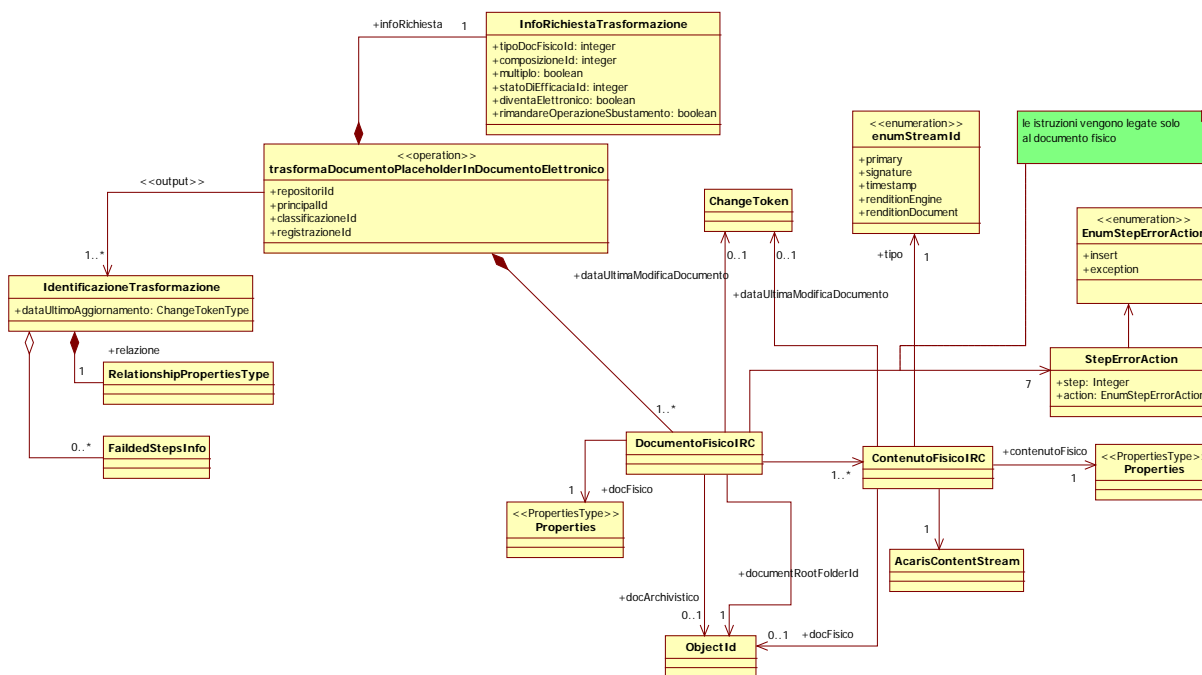 +infoRichiesta
1
InfoRichiestaTrasformazione
+tipoDocFisicoId: integer
+composizioneId: integer
+multiplo: boolean
+statoDiEfficaciaId: integer
+diventaElettronico: boolean
+rimandareOperazioneSbustamento: boolean
<<enumeration>>
enumStreamId
+primary
+signature
+timestamp
+renditionEngine
+renditionDocument
le istruzioni vengono legate solo
al documento fisico
<<operation>>
trasformaDocumentoPlaceholderInDocumentoElettronico
+repositoriId
+principalId
+classificazioneId
+registrazioneId
<<output>>
1..*
ChangeToken
0..1
0..1
+dataUltimaModificaDocumento
+dataUltimaModificaDocumento
+tipo
1
<<enumeration>>
EnumStepErrorAction
+insert
+exception
IdentificazioneTrasformazione
+dataUltimoAggiornamento: ChangeTokenType
+relazione
1
RelationshipPropertiesType
0..*
FaildedStepsInfo
StepErrorAction
+step: Integer
+action: EnumStepErrorAction
7
1..*
DocumentoFisicoIRC
1..*
ContenutoFisicoIRC
+contenutoFisico
1
<<PropertiesType>>
Properties
1
+docFisico
<<PropertiesType>>
Properties
1
AcarisContentStream
+documentRootFolderId
+docArchivistico
0..1
1
0..1
+docFisico
ObjectId